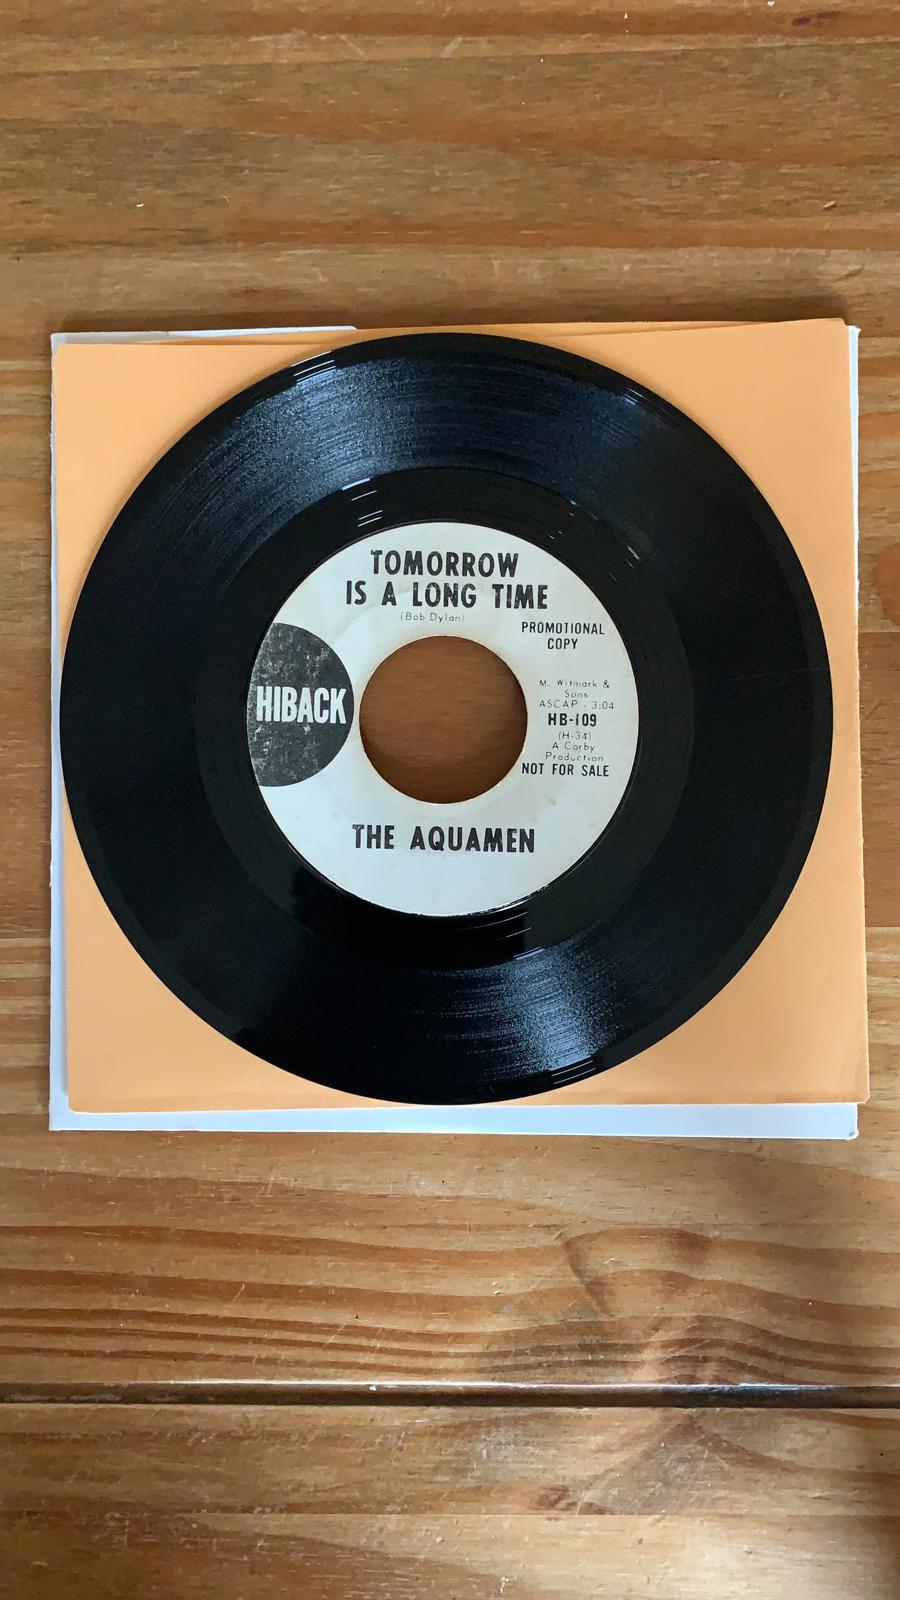 TOMORROW
IS A LONG TIME
(Bob Dylan)
PROMOTIONAL
COPY
HIBACK
M. Witmark &
Sons
ASCAP - 3:04
HB-109
(H-34)
A Corby
Production
NOT FOR SALE
THE AQUAMEN